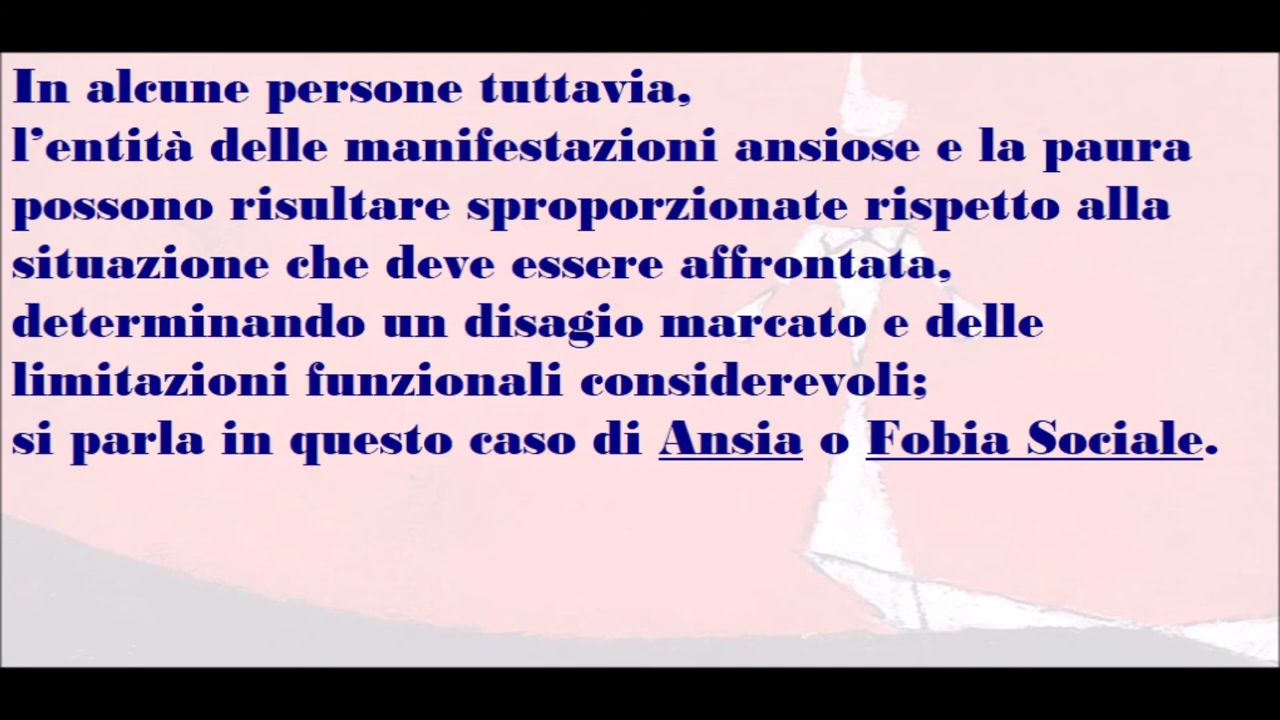 In alcune persone tuttavia,
l’entità delle manifestazioni ansiose e la paura
possono risultare sproporzionate rispetto alla
situazione che deve essere affrontata,
determinando un disagio marcato e delle
limitazioni funzionali considerevoli;
si parla in questo caso di Ansia o Fobia Sociale.